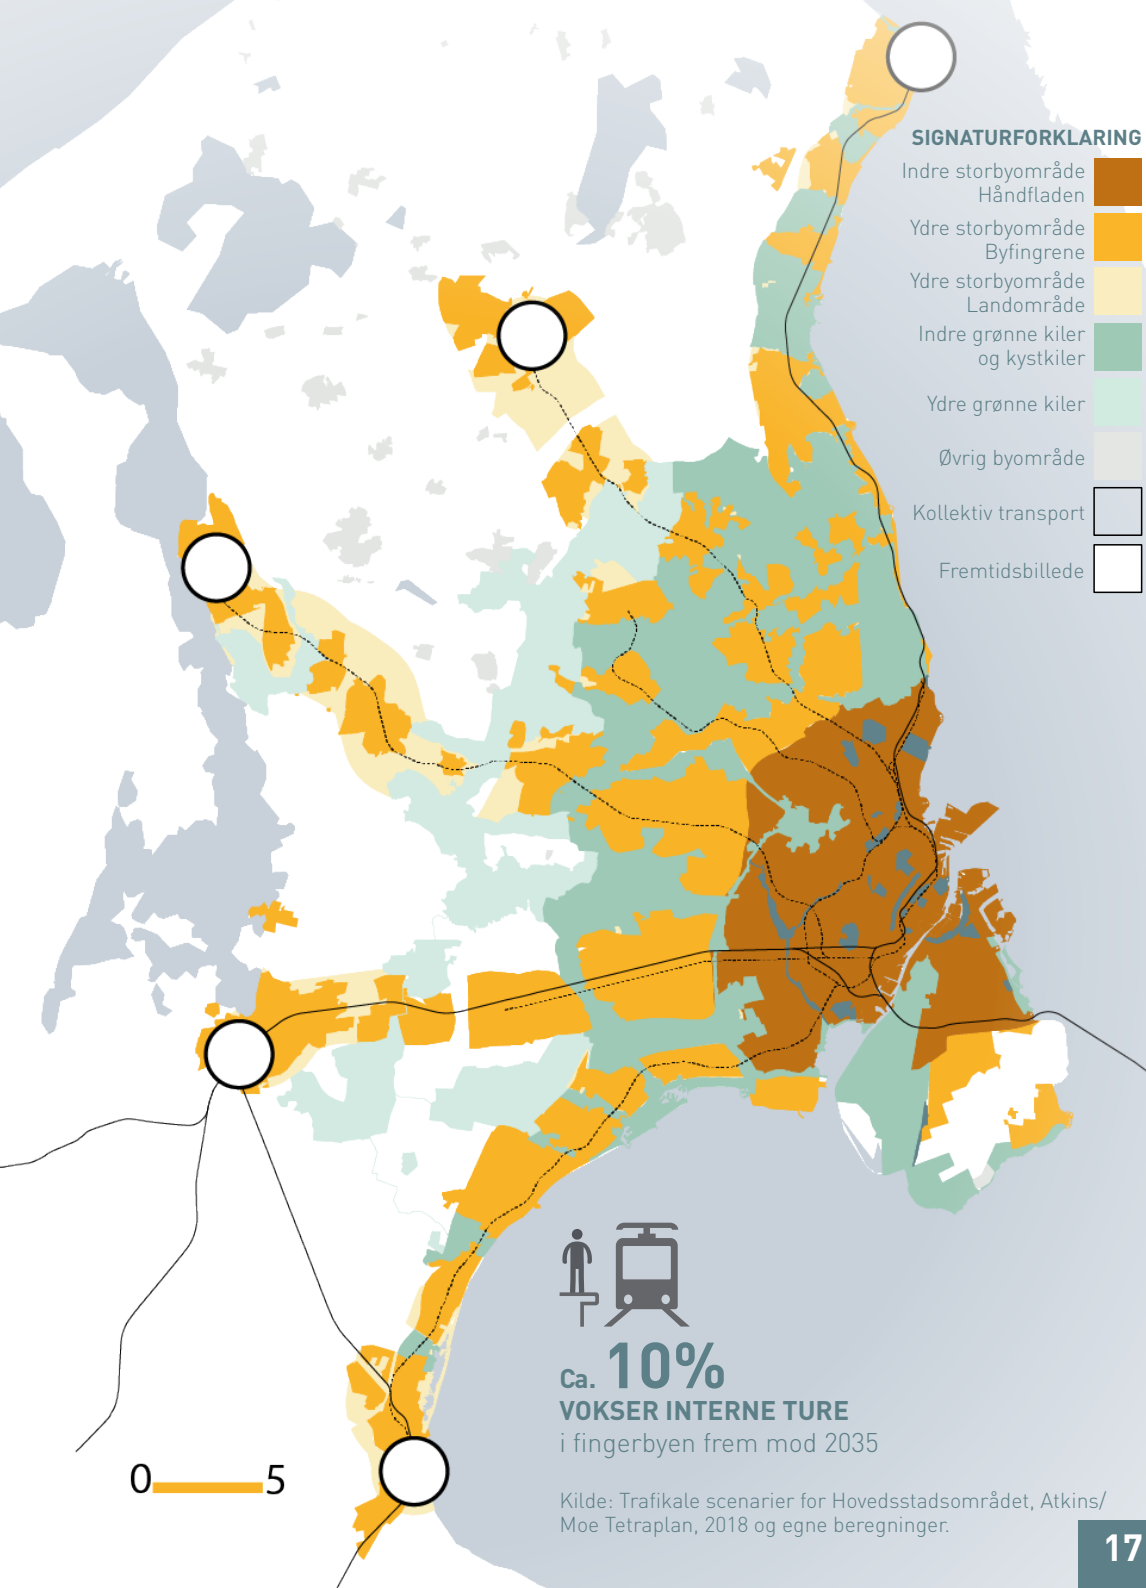 SIGNATURFORKLARING
Indre storbyområde
Håndfladen
Ydre storbyområde
Byfingrene
Ydre storbyområde
Landområde
Indre grønne kiler
og kystkiler
Ydre grønne kiler
Øvrig byområde
Kollektiv transport
Fremtidsbillede
Ca. 10%
VOKSER INTERNE TURE
i fingerbyen frem mod 2035
0 5
Kilde: Trafikale scenarier for Hovedsstadsområdet, Atkins/
Moe Tetraplan, 2018 og egne beregninger.
17